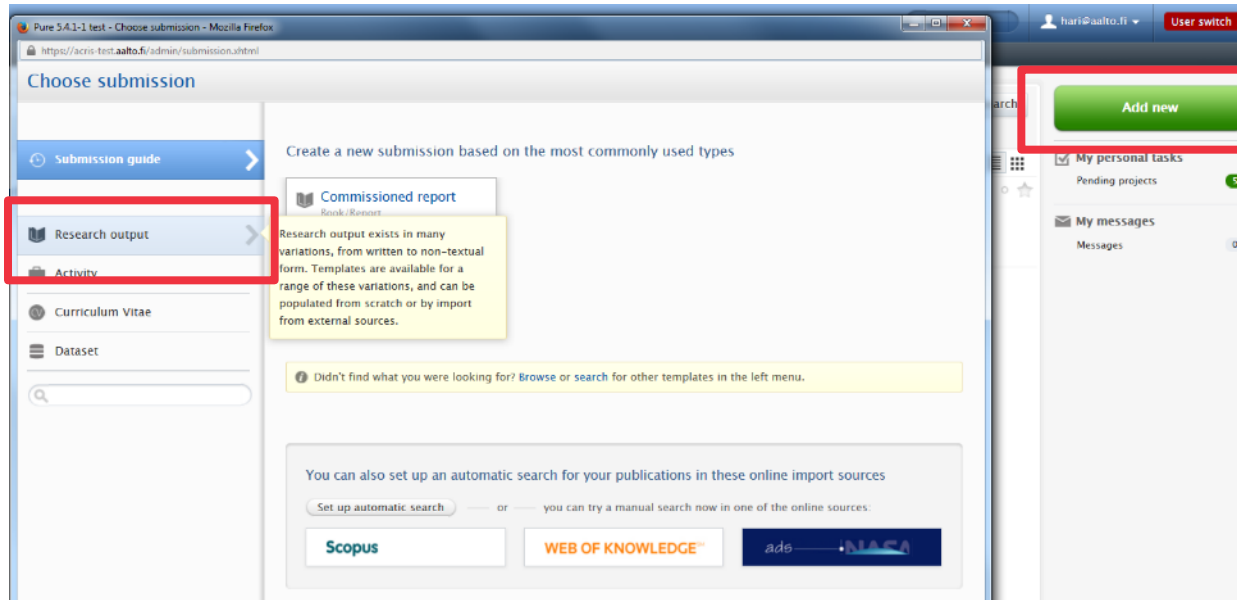 Pure 5.4.1-1 test - Choose submission - Mozilla Firefox
https://acris-test.aalto.fi/admin/submission.xhtml
hari@aalto.fi
User switch
Choose submission
Submission guide
Research output
Activity
Curriculum Vitae
Dataset
Create a new submission based on the most commonly used types
Commissioned report
Book/Report
Research output exists in many
variations, from written to non-textual
form. Templates are available for a
range of these variations, and can be
populated from scratch or by import
from external sources.
Didn't find what you were looking for? Browse or search for other templates in the left menu.
You can also set up an automatic search for your publications in these online import sources
Set up automatic search or you can try a manual search now in one of the online sources:
Scopus
WEB OF KNOWLEDGE
ads NASA
arch
Add new
My personal tasks
Pending projects 5
My messages
Messages 0